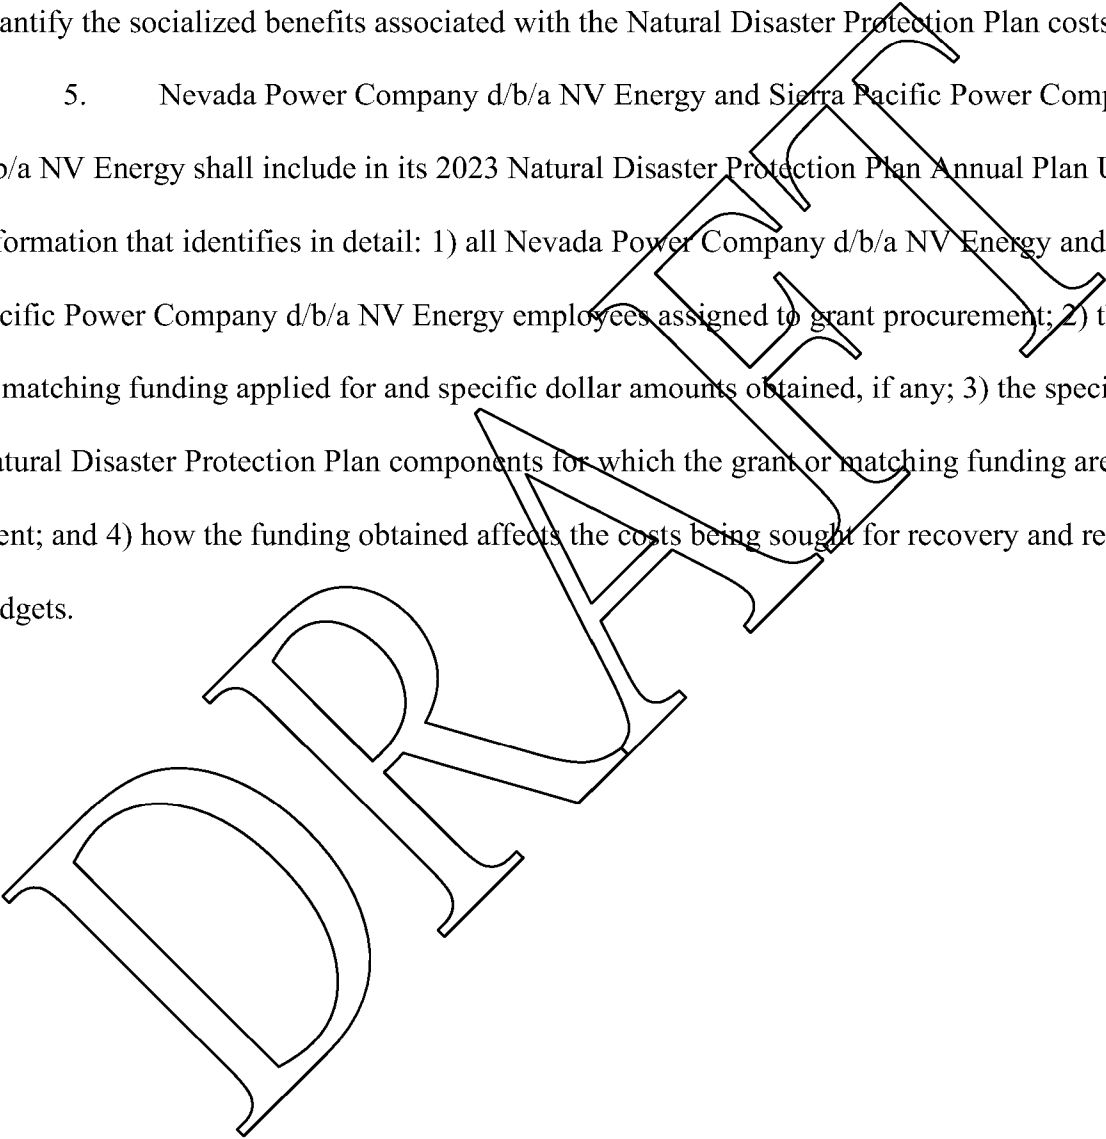 antify the socialized benefits associated with the Natural Disaster Protection Plan costs
5. Nevada Power Company d/b/a NV Energy and Sierra Pacific Power Comp
b/a NV Energy shall include in its 2023 Natural Disaster Protection Plan Annual Plan U
formation that identifies in detail: 1) all Nevada Power Company d/b/a NV Energy and
cific Power Company d/b/a NV Energy employees assigned to grant procurement; 2) t
matching funding applied for and specific dollar amounts obtained, if any; 3) the speci
atural Disaster Protection Plan components for which the grant or matching funding are
ent; and 4) how the funding obtained affects the costs being sought for recovery and re
dgets.
DRAFT